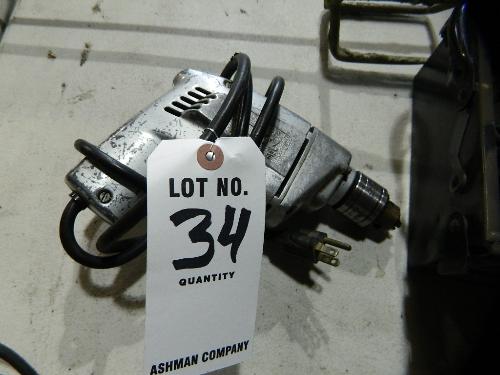 LOT NO.
34
QUANTITY
ASHMAN COMPANY